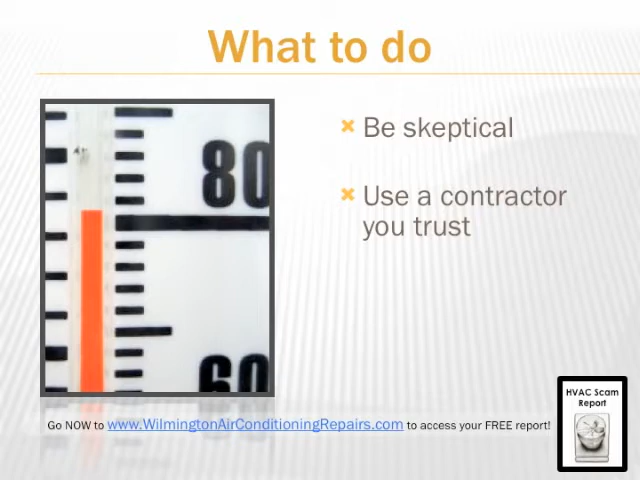 What to do
80
60
Be skeptical
Use a contractor
you trust
Go NOW to www.WilmingtonAirConditioningRepairs.com to access your FREE report!
HVAC Scam
Report